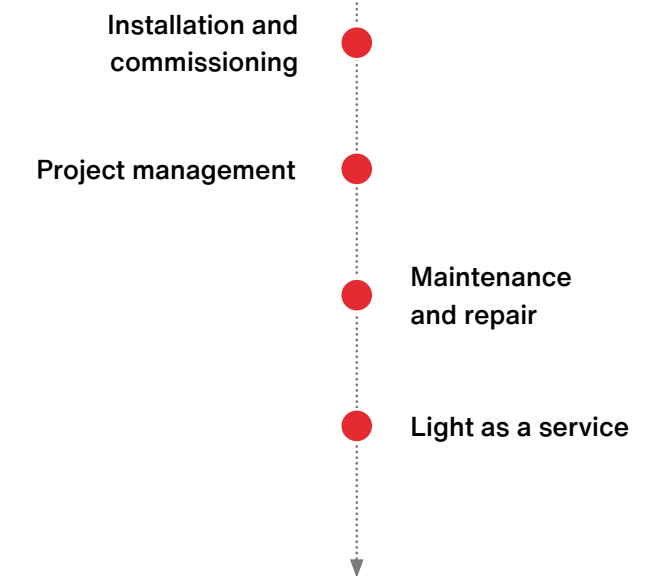 Installation and
commissioning
Project management
Maintenance
and repair
Light as a service